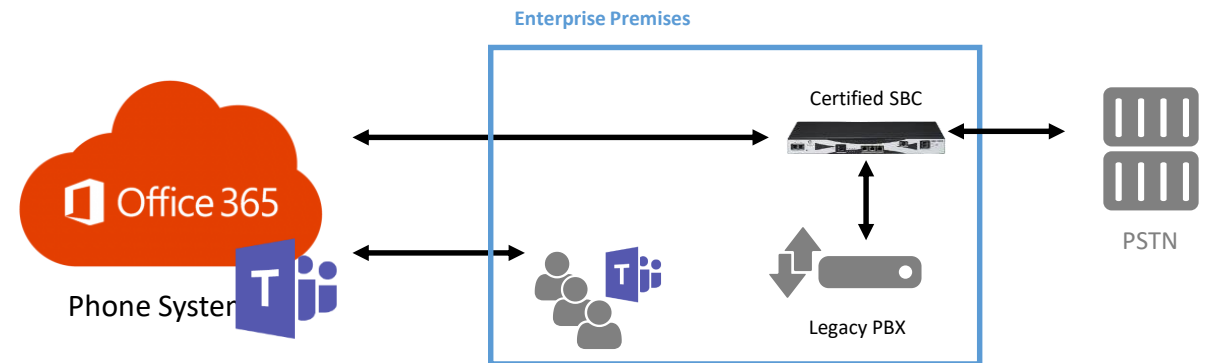 Enterprise Premises
Certified SBC
Office 365
T
T
PSTN
Phone System
Legacy PBX